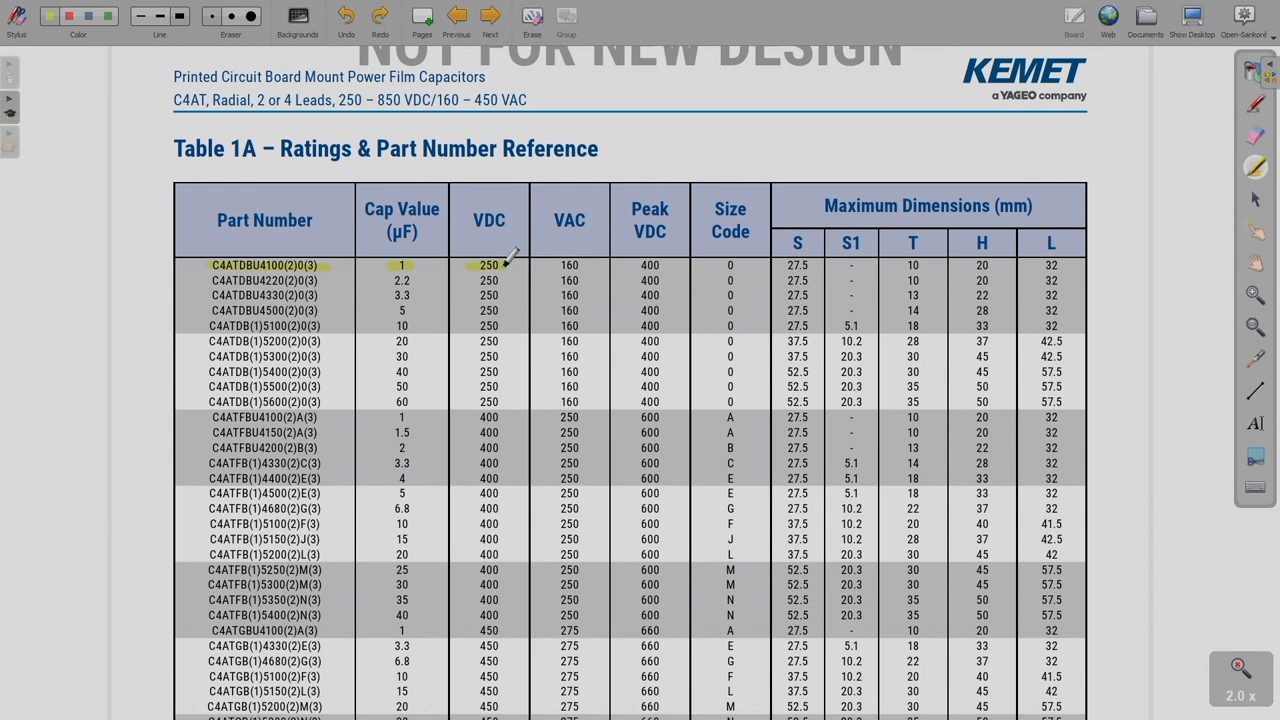 Stylus Color Line Eraser Backgrounds Undo Redo Pages Previous Next Erase Group Board Web Documents Show Desktop Open-Sankoré
NOT FOR NEW DESIGN
Printed Circuit Board Mount Power Film Capacitors
C4AT, Radial, 2 or 4 Leads, 250 – 850 VDC/160 – 450 VAC
KEMET
a YAGEO company
Table 1A – Ratings & Part Number Reference
Part Number Cap Value (µF) VDC VAC Peak VDC Size Code Maximum Dimensions (mm)
S S1 T H L
C4ATDBU4100(2)0(3) 1 250 160 400 0 27.5 - 10 20 32
C4ATDBU4220(2)0(3) 2.2 250 160 400 0 27.5 - 10 20 32
C4ATDBU4330(2)0(3) 3.3 250 160 400 0 27.5 - 13 22 32
C4ATDBU4500(2)0(3) 5 250 160 400 0 27.5 - 14 28 32
C4ATDB(1)5100(2)0(3) 10 250 160 400 0 27.5 5.1 18 33 32
C4ATDB(1)5200(2)0(3) 20 250 160 400 0 37.5 10.2 28 37 42.5
C4ATDB(1)5300(2)0(3) 30 250 160 400 0 37.5 20.3 30 45 42.5
C4ATDB(1)5400(2)0(3) 40 250 160 400 0 52.5 20.3 30 45 57.5
C4ATDB(1)5500(2)0(3) 50 250 160 400 0 52.5 20.3 35 50 57.5
C4ATDB(1)5600(2)0(3) 60 250 160 400 0 52.5 20.3 35 50 57.5
C4ATFBU4100(2)A(3) 1 400 250 600 A 27.5 - 10 20 32
C4ATFBU4150(2)A(3) 1.5 400 250 600 A 27.5 - 10 20 32
C4ATFBU4200(2)B(3) 2 400 250 600 B 27.5 - 13 22 32
C4ATFB(1)4330(2)C(3) 3.3 400 250 600 C 27.5 5.1 14 28 32
C4ATFB(1)4400(2)E(3) 4 400 250 600 E 27.5 5.1 18 33 32
C4ATFB(1)4500(2)E(3) 5 400 250 600 E 27.5 5.1 18 33 32
C4ATFB(1)4680(2)G(3) 6.8 400 250 600 G 27.5 10.2 22 37 32
C4ATFB(1)5100(2)F(3) 10 400 250 600 F 37.5 10.2 20 40 41.5
C4ATFB(1)5150(2)J(3) 15 400 250 600 J 37.5 10.2 28 37 42.5
C4ATFB(1)5200(2)L(3) 20 400 250 600 L 37.5 20.3 30 45 42
C4ATFB(1)5250(2)M(3) 25 400 250 600 M 52.5 20.3 30 45 57.5
C4ATFB(1)5300(2)M(3) 30 400 250 600 M 52.5 20.3 30 45 57.5
C4ATFB(1)5350(2)N(3) 35 400 250 600 N 52.5 20.3 35 50 57.5
C4ATFB(1)5400(2)N(3) 40 400 250 600 N 52.5 20.3 35 50 57.5
C4ATGBU4100(2)A(3) 1 450 275 660 A 27.5 - 10 20 32
C4ATGB(1)4330(2)G(3) 3.3 450 275 660 E 27.5 5.1 18 33 32
C4ATGB(1)4680(2)G(3) 6.8 450 275 660 G 27.5 10.2 22 37 32
C4ATGB(1)5100(2)F(3) 10 450 275 660 F 37.5 10.2 20 40 41.5
C4ATGB(1)5150(2)L(3) 15 450 275 660 L 37.5 20.3 30 45 42
C4ATGB(1)5200(2)M(3) 20 450 275 660 M 52.5 20.3 30 45 57.5
AI
2.0 x